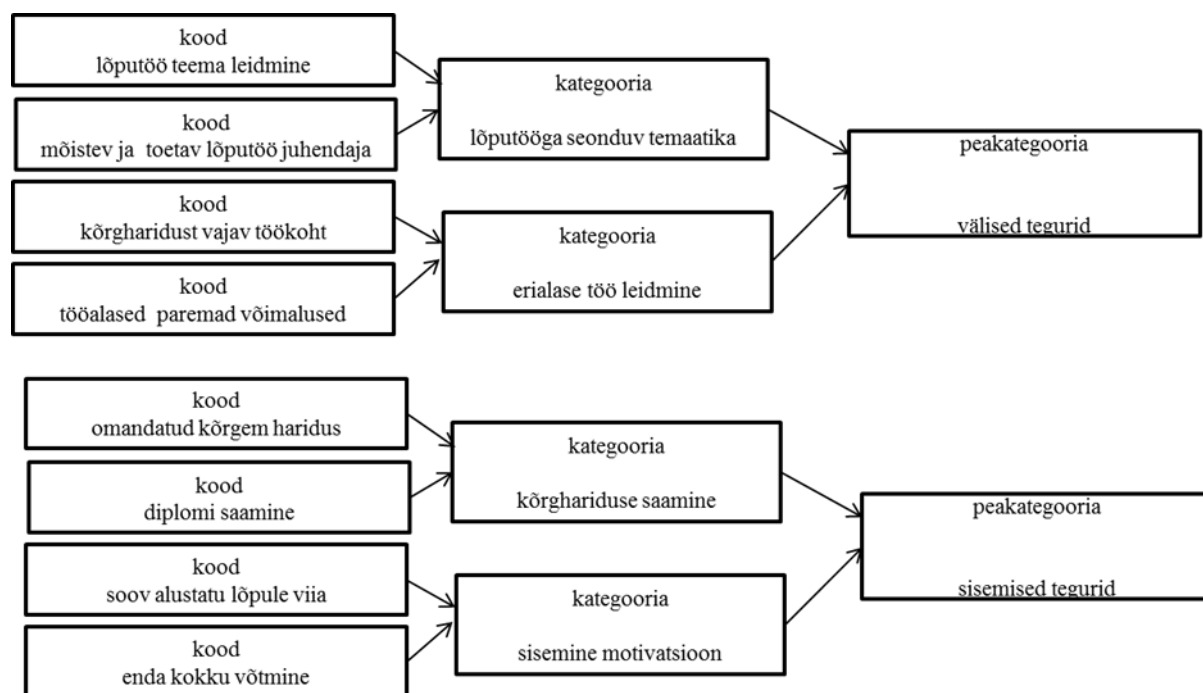 kood
lõputöö teema leidmine
kood
mõistev ja toetav lõputöö juhendaja
kood
kõrgharidust vajav töökoht
kood
tööalased paremad võimalused
kategooria
lõputööga seonduv temaatika
kategooria
erialase töö leidmine
peakategooria
välised tegurid
kood
omandatud kõrgem haridus
kood
diplomi saamine
kood
soov alustatu lõpule viia
kood
enda kokku võtmine
kategooria
kõrghariduse saamine
kategooria
sisemine motivatsioon
peakategooria
sisemised tegurid